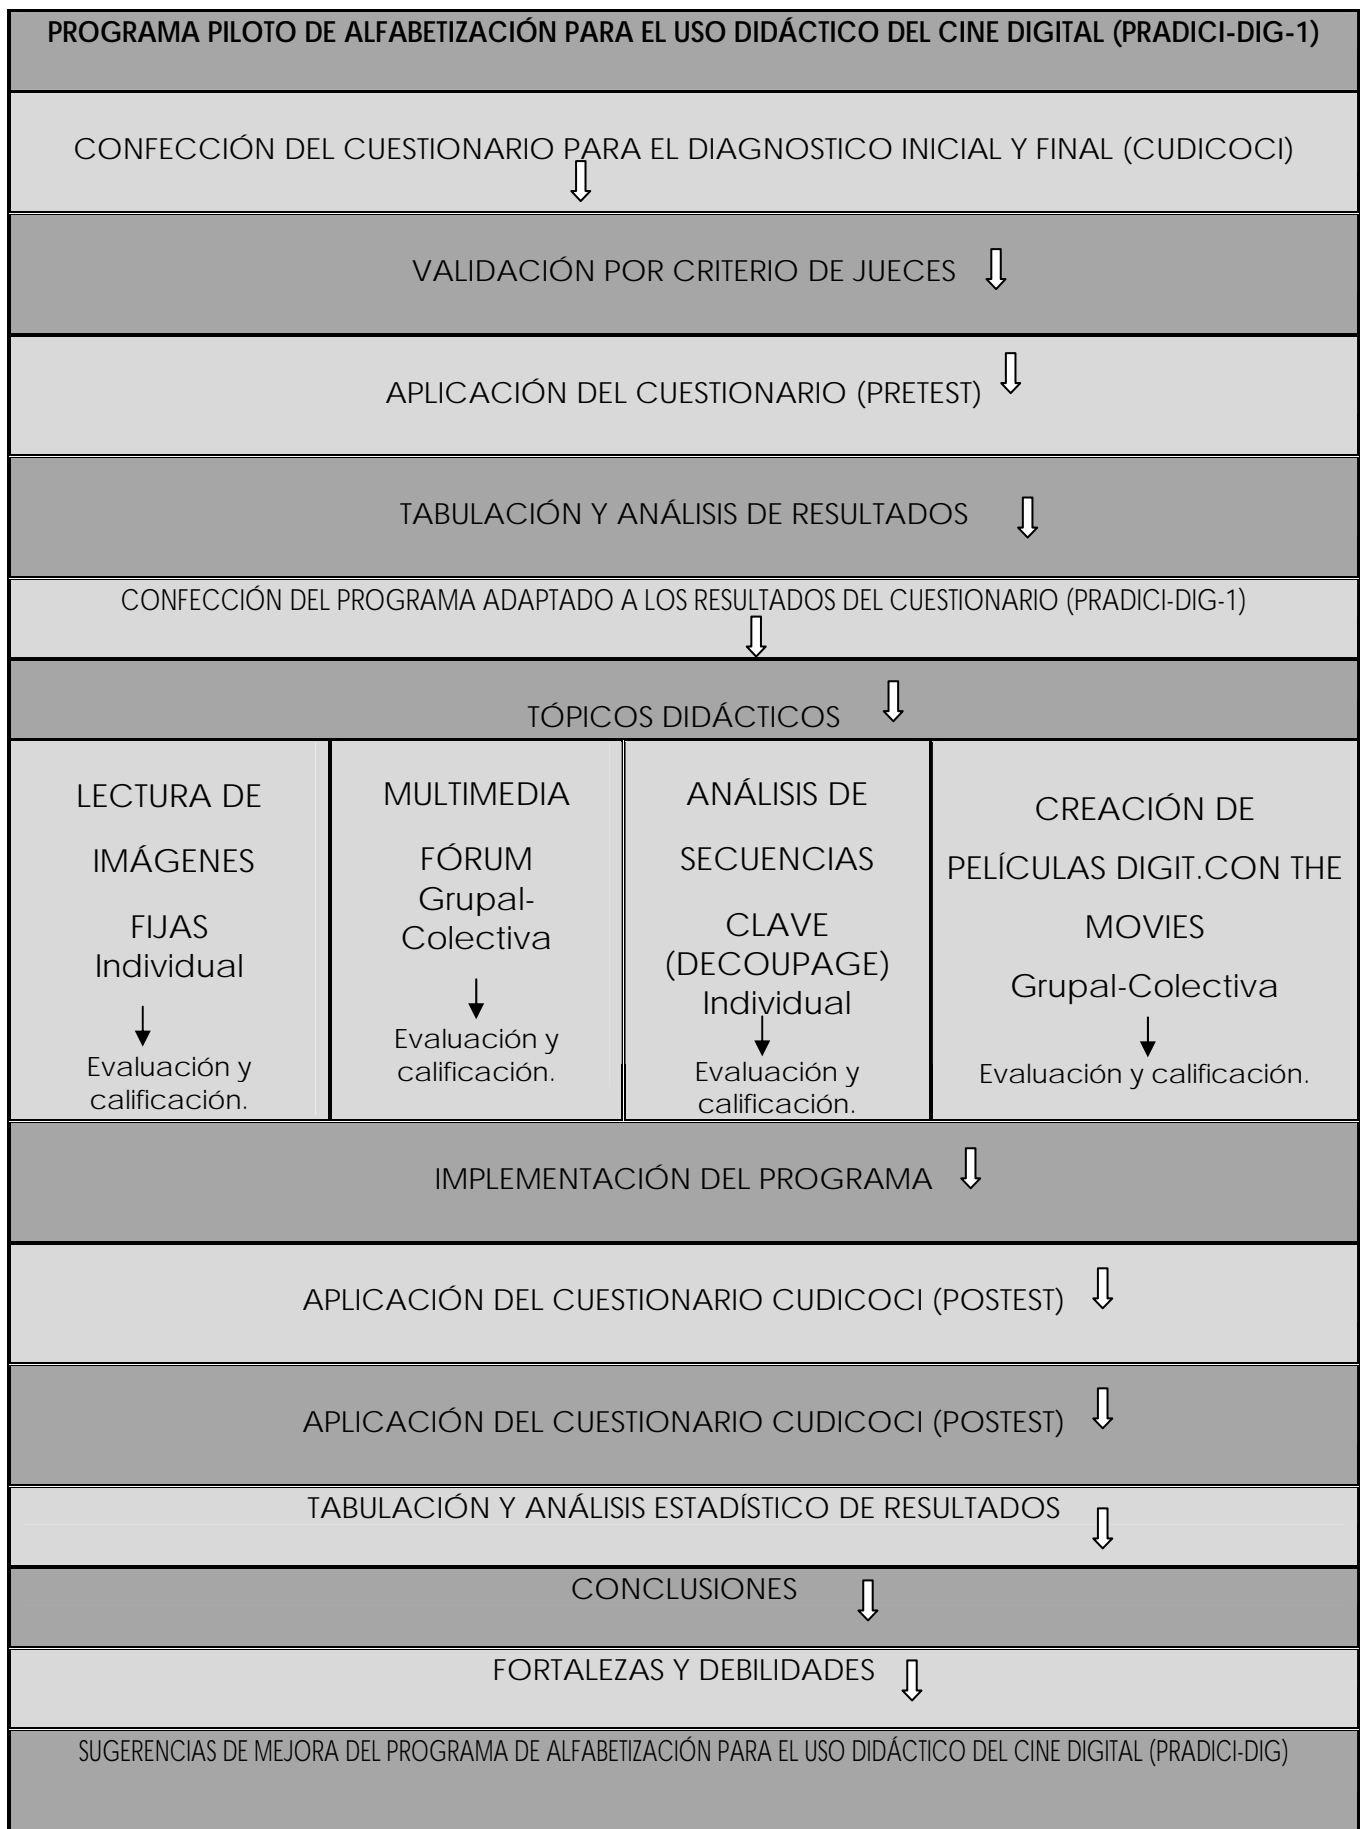 PROGRAMA PILOTO DE ALFABETIZACIÓN PARA EL USO DIDÁCTICO DEL CINE DIGITAL (PRADICI-DIG-1)
CONFECCIÓN DEL CUESTIONARIO PARA EL DIAGNOSTICO INICIAL Y FINAL (CUDICOCI)
VALIDACIÓN POR CRITERIO DE JUECES
APLICACIÓN DEL CUESTIONARIO (PRETEST)
TABULACIÓN Y ANÁLISIS DE RESULTADOS
CONFECCIÓN DEL PROGRAMA ADAPTADO A LOS RESULTADOS DEL CUESTIONARIO (PRADICI-DIG-1)
TÓPICOS DIDÁCTICOS
LECTURA DE
IMÁGENES
FIJAS
Individual
Evaluación y
calificación.
MULTIMEDIA
FÓRUM
Grupal-
Colectiva
Evaluación y
calificación.
ANÁLISIS DE
SECUENCIAS
CLAVE
(DECOUPAGE)
Individual
Evaluación y
calificación.
CREACIÓN DE
PELÍCULAS DIGIT.CON THE
MOVIES
Grupal-Colectiva
Evaluación y calificación.
IMPLEMENTACIÓN DEL PROGRAMA
APLICACIÓN DEL CUESTIONARIO CUDICOCI (POSTEST)
APLICACIÓN DEL CUESTIONARIO CUDICOCI (POSTEST)
TABULACIÓN Y ANÁLISIS ESTADÍSTICO DE RESULTADOS
CONCLUSIONES
FORTALEZAS Y DEBILIDADES
SUGERENCIAS DE MEJORA DEL PROGRAMA DE ALFABETIZACIÓN PARA EL USO DIDÁCTICO DEL CINE DIGITAL (PRADICI-DIG)